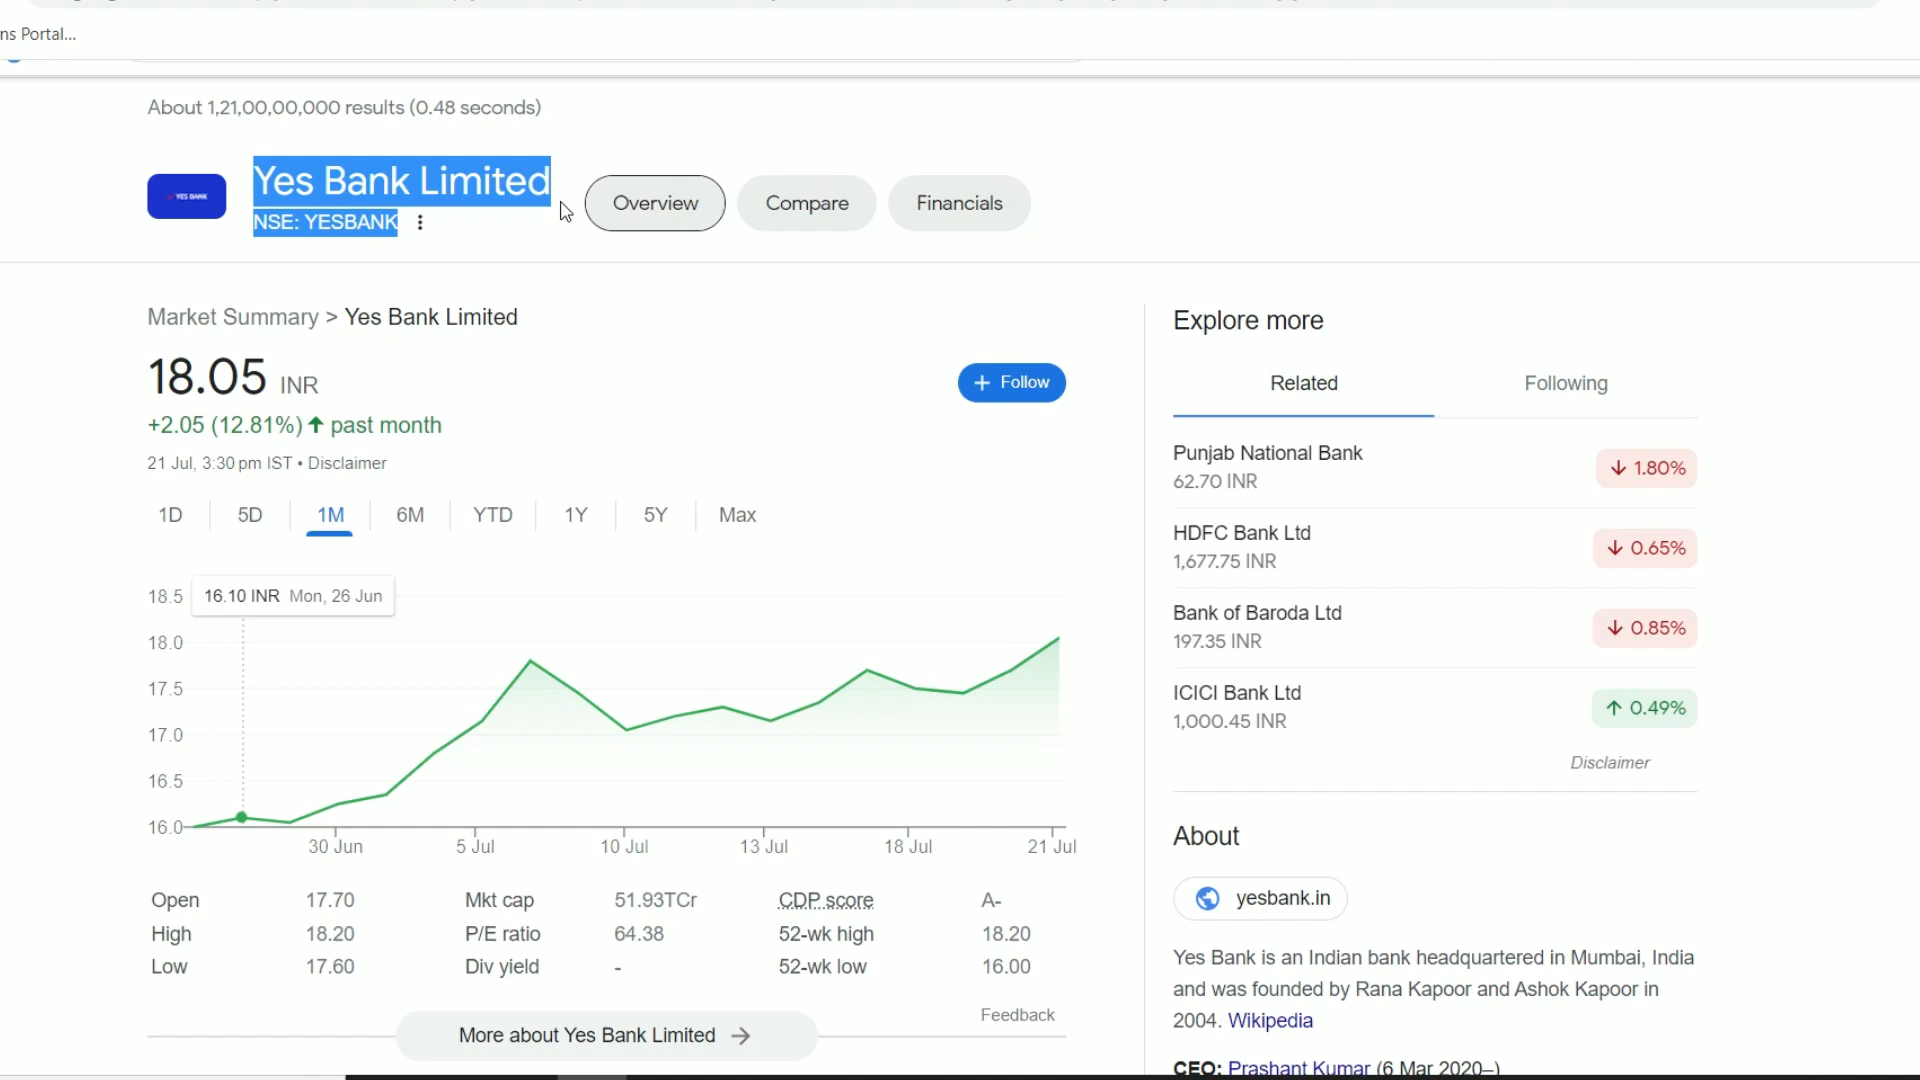 ns Portal...
About 1,21,00,00,000 results (0.48 seconds)
YES BANK
Yes Bank Limited
NSE: YESBANK
Overview
Compare
Financials
Market Summary > Yes Bank Limited
18.05 INR
+ Follow
+2.05 (12.81%) ↑ past month
21 Jul, 3:30 pm IST • Disclaimer
1D 5D 1M 6M YTD 1Y 5Y Max
16.10 INR Mon, 26 Jun
18.5
18.0
17.5
17.0
16.5
16.0
30 Jun 5 Jul 10 Jul 13 Jul 18 Jul 21 Jul
Open 17.70 Mkt cap 51.93TCr CDP score A-
High 18.20 P/E ratio 64.38 52-wk high 18.20
Low 17.60 Div yield - 52-wk low 16.00
Feedback
More about Yes Bank Limited →
Explore more
Related Following
Punjab National Bank
62.70 INR
↓ 1.80%
HDFC Bank Ltd
1,677.75 INR
↓ 0.65%
Bank of Baroda Ltd
197.35 INR
↓ 0.85%
ICICI Bank Ltd
1,000.45 INR
↑ 0.49%
Disclaimer
About
yesbank.in
Yes Bank is an Indian bank headquartered in Mumbai, India
and was founded by Rana Kapoor and Ashok Kapoor in
2004. Wikipedia
CEO: Prashant Kumar (6 Mar 2020–)